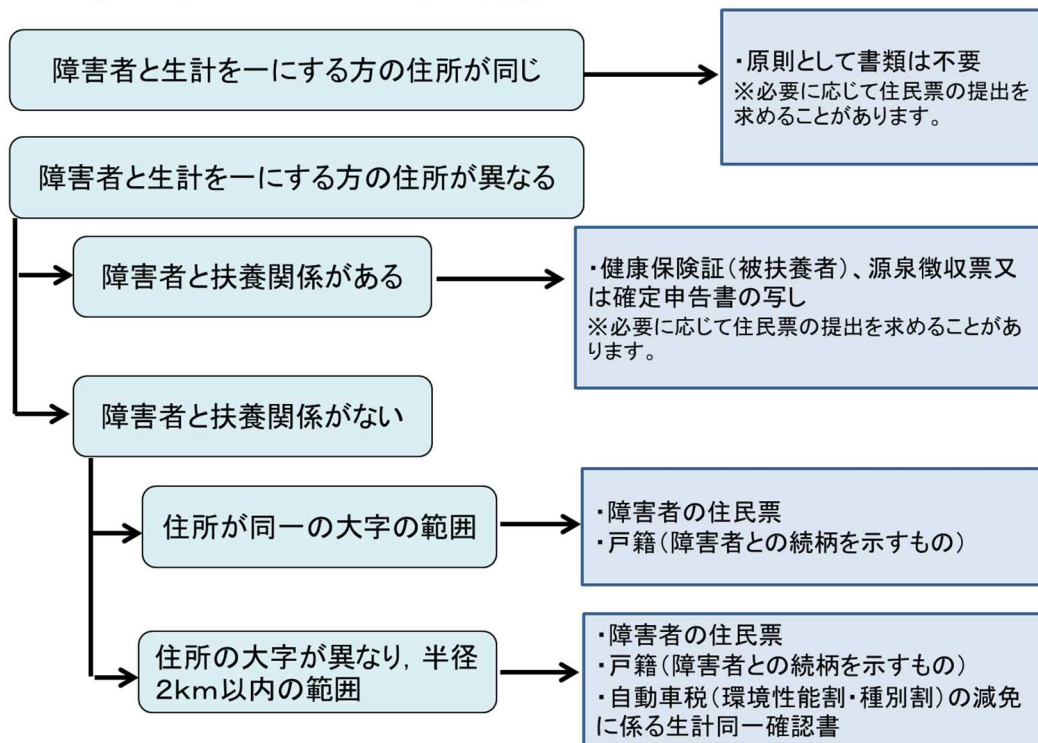 障害者と生計を一にする方の住所が同じ
・原則として書類は不要
※必要に応じて住民票の提出を
求めることがあります。
障害者と生計を一にする方の住所が異なる
障害者と扶養関係がある
・健康保険証(被扶養者)、源泉徴収票又
は確定申告書の写し
※必要に応じて住民票の提出を求めることがあ
ります。
障害者と扶養関係がない
住所が同一の大字の範囲
・障害者の住民票
・戸籍(障害者との続柄を示すもの)
住所の大字が異なり,半径
2km以内の範囲
・障害者の住民票
・戸籍(障害者との続柄を示すもの)
・自動車税(環境性能割・種別割)の減免
に係る生計同一確認書